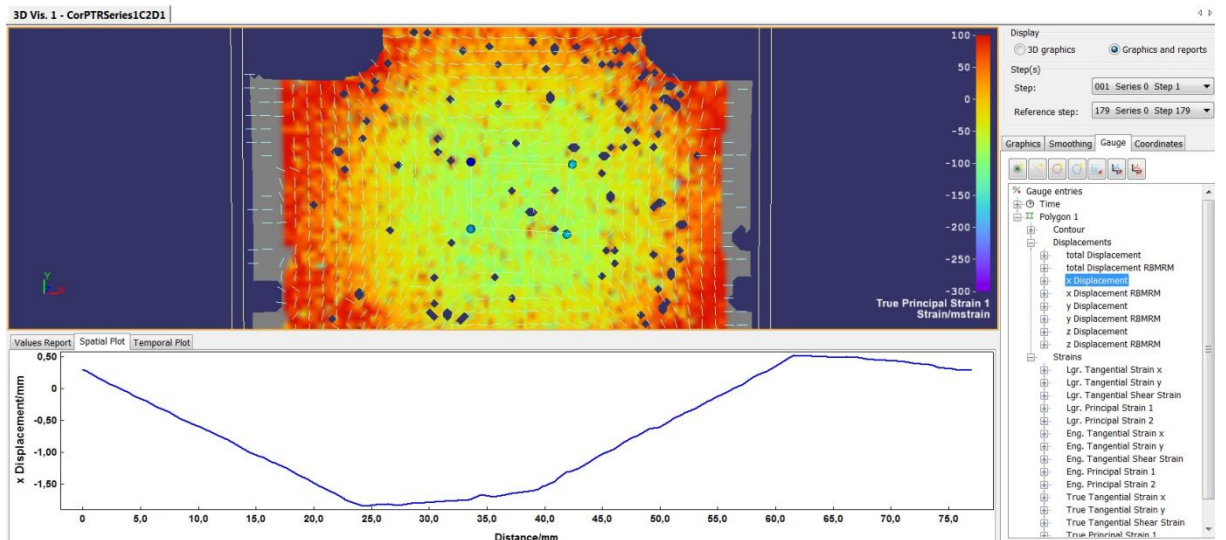 3D Vis. 1 - CorPTRSeries1C2D1
100
50
0
-50
-100
-150
-200
-250
-300
True Principal Strain 1
Strain/mstrain
Y
X
Display
3D graphics
Graphics and reports
Step(s)
Step:
001 Series 0 Step 1
Reference step:
179 Series 0 Step 179
Graphics Smoothing Gauge Coordinates
Gauge entries
Time
Polygon 1
Contour
Displacements
total Displacement
total Displacement RBMRM
x Displacement
x Displacement RBMRM
y Displacement
y Displacement RBMRM
z Displacement
z Displacement RBMRM
Strains
Lgr. Tangential Strain x
Lgr. Tangential Strain y
Lgr. Tangential Shear Strain
Lgr. Principal Strain 1
Lgr. Principal Strain 2
Eng. Tangential Strain x
Eng. Tangential Strain y
Eng. Tangential Shear Strain
Eng. Principal Strain 1
Eng. Principal Strain 2
True Tangential Strain x
True Tangential Strain y
True Tangential Shear Strain
True Principal Strain 1
Values Report Spatial Plot Temporal Plot
x Displacement/mm
0,50
0
-0,50
-1,00
-1,50
0 5,0 10,0 15,0 20,0 25,0 30,0 35,0 40,0 45,0 50,0 55,0 60,0 65,0 70,0 75,0
Distance/mm